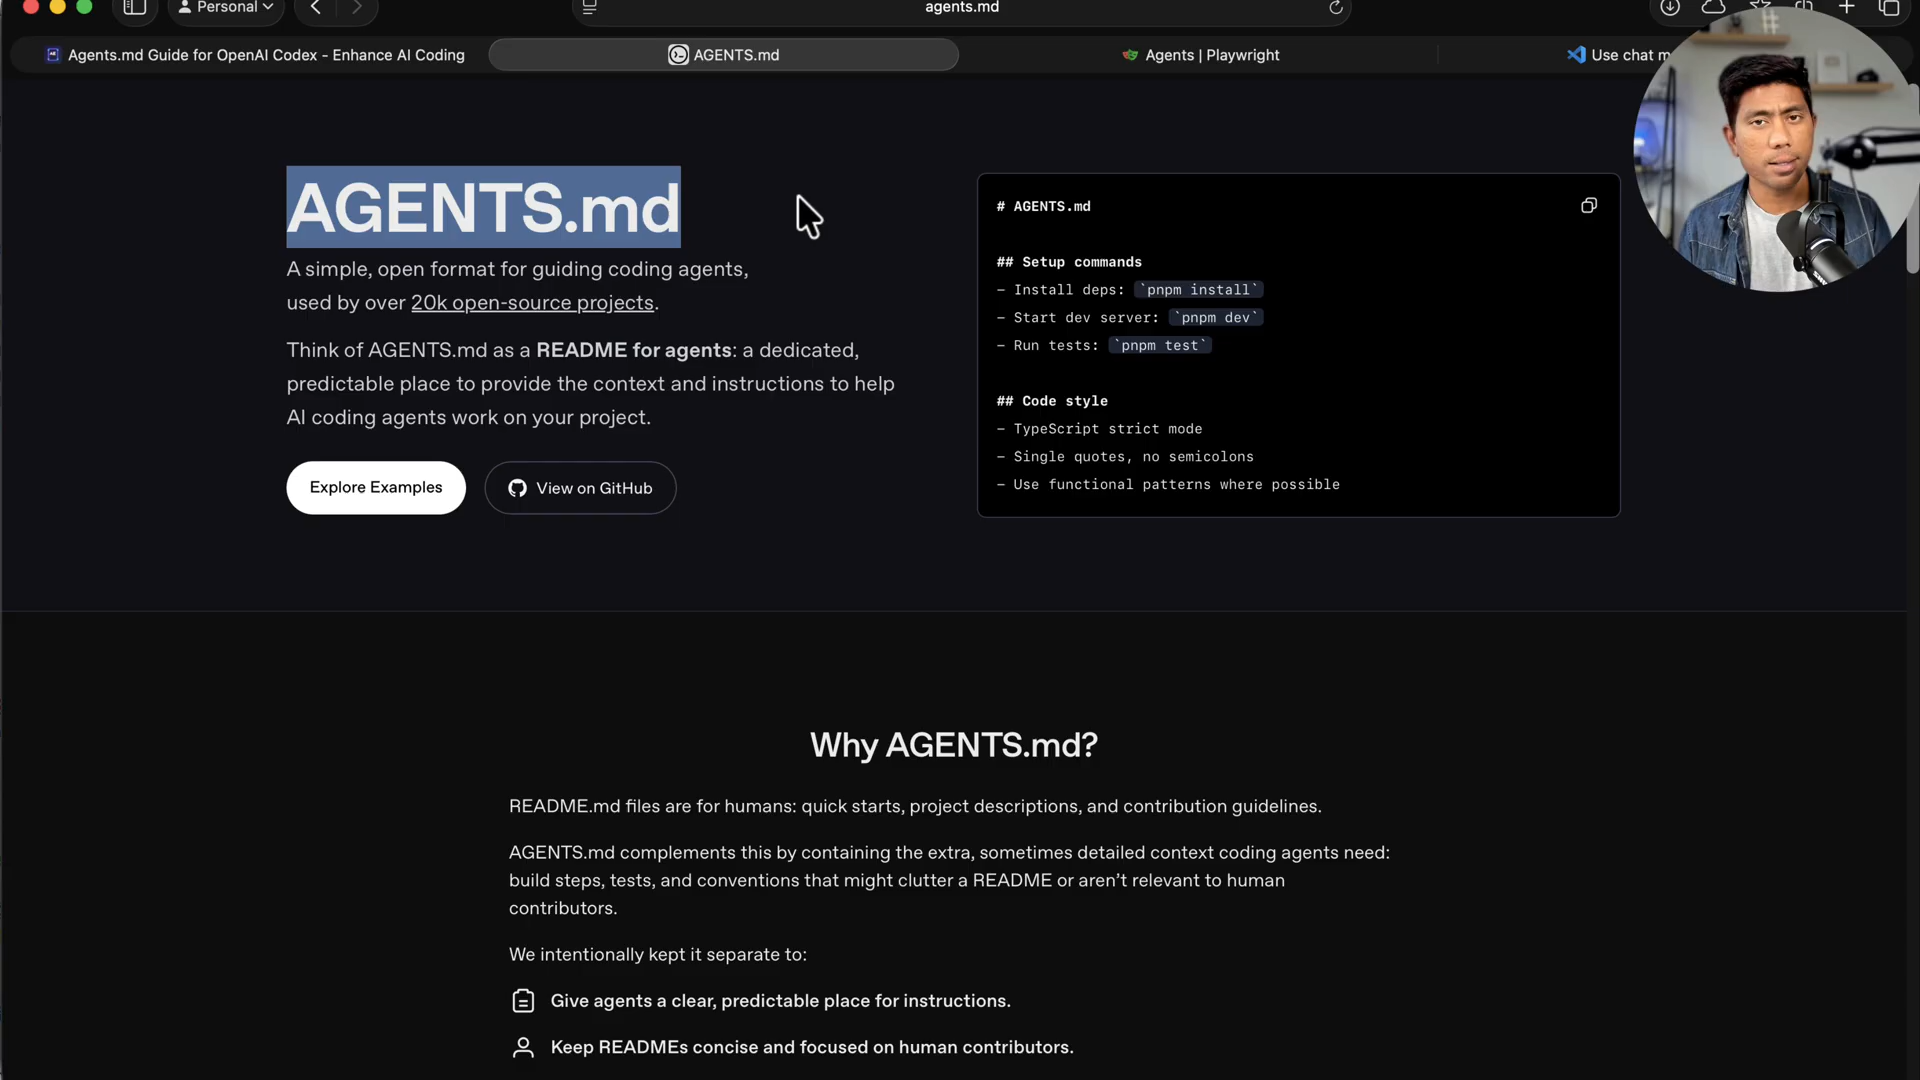 Personal
agents.md
Agents.md Guide for OpenAI Codex - Enhance AI Coding
AGENTS.md
Agents | Playwright
Use chat m
AGENTS.md
A simple, open format for guiding coding agents,
used by over 20k open-source projects.
Think of AGENTS.md as a README for agents: a dedicated,
predictable place to provide the context and instructions to help
AI coding agents work on your project.
Explore Examples
View on GitHub
# AGENTS.md
## Setup commands
- Install deps: `pnpm install`
- Start dev server: `pnpm dev`
- Run tests: `pnpm test`
## Code style
- TypeScript strict mode
- Single quotes, no semicolons
- Use functional patterns where possible
Why AGENTS.md?
README.md files are for humans: quick starts, project descriptions, and contribution guidelines.
AGENTS.md complements this by containing the extra, sometimes detailed context coding agents need:
build steps, tests, and conventions that might clutter a README or aren’t relevant to human
contributors.
We intentionally kept it separate to:
Give agents a clear, predictable place for instructions.
Keep READMEs concise and focused on human contributors.